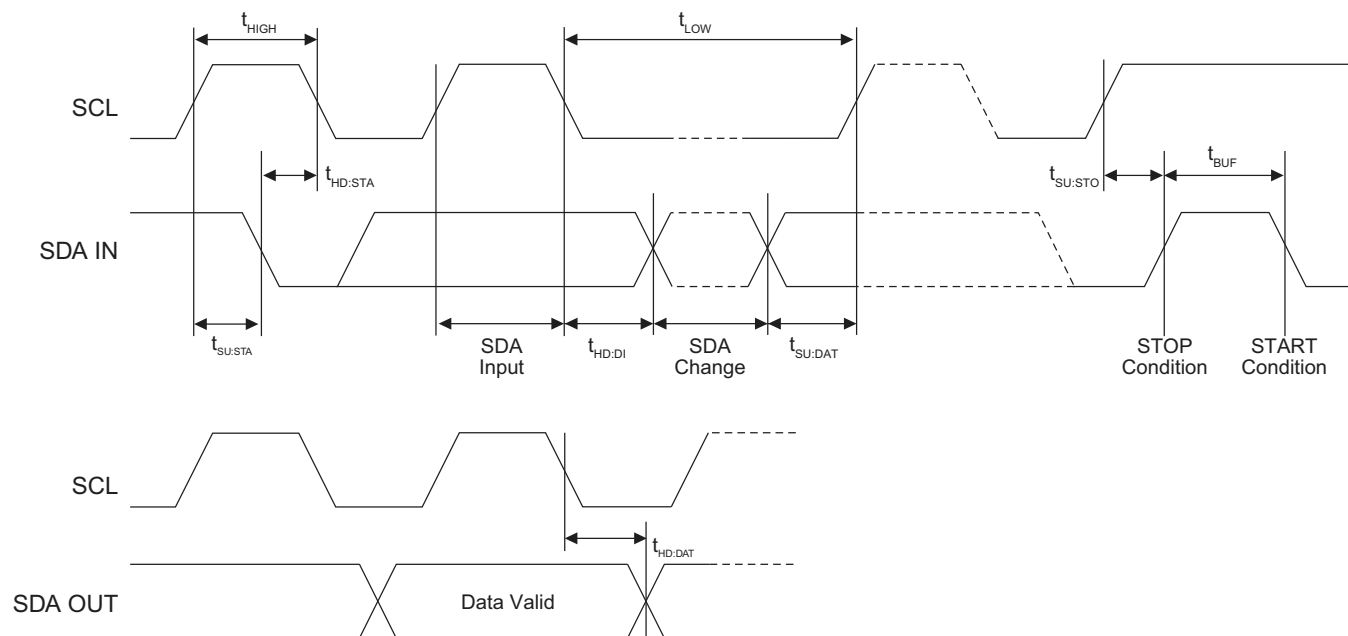 tHIGH
tLOW
SCL
tHD:STA
tSU:STO
tBUF
SDA IN
tSU:STA
SDA
Input
tHD:DI
SDA
Change
tSU:DAT
STOP
Condition
START
Condition
SCL
tHD:DAT
SDA OUT
Data Valid